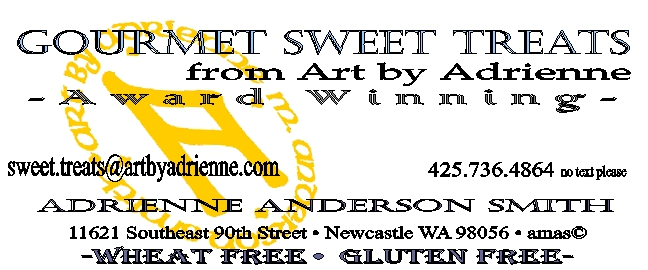 GOURMET SWEET TREATS
from Art by Adrienne
-Award Winning-
sweet.treats@artbyadrienne.com
425.736.4864 no text please
ADRIENNE ANDERSON SMITH
11621 Southeast 90th Street • Newcastle WA 98056 • amas©
-WHEAT FREE • GLUTEN FREE-